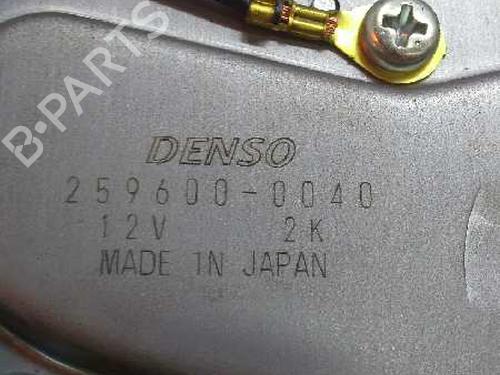 B-PARTS
DENSO
259600-0040
12V 2K
MADE IN JAPAN